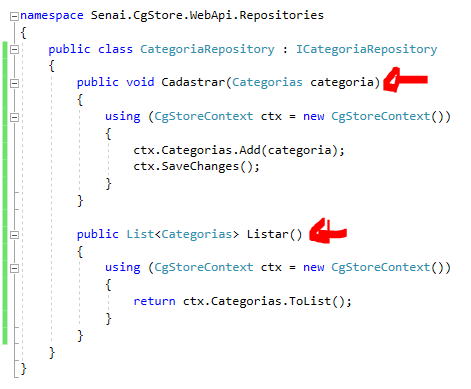 namespace Senai.CgStore.WebApi.Repositories
{
public class CategoriaRepository : ICategoriaRepository
{
public void Cadastrar(Categorias categoria)
{
using (CgStoreContext ctx = new CgStoreContext())
{
ctx.Categorias.Add(categoria);
ctx.SaveChanges();
}
}
public List<Categorias> Listar()
{
using (CgStoreContext ctx = new CgStoreContext())
{
return ctx.Categorias.ToList();
}
}
}
}